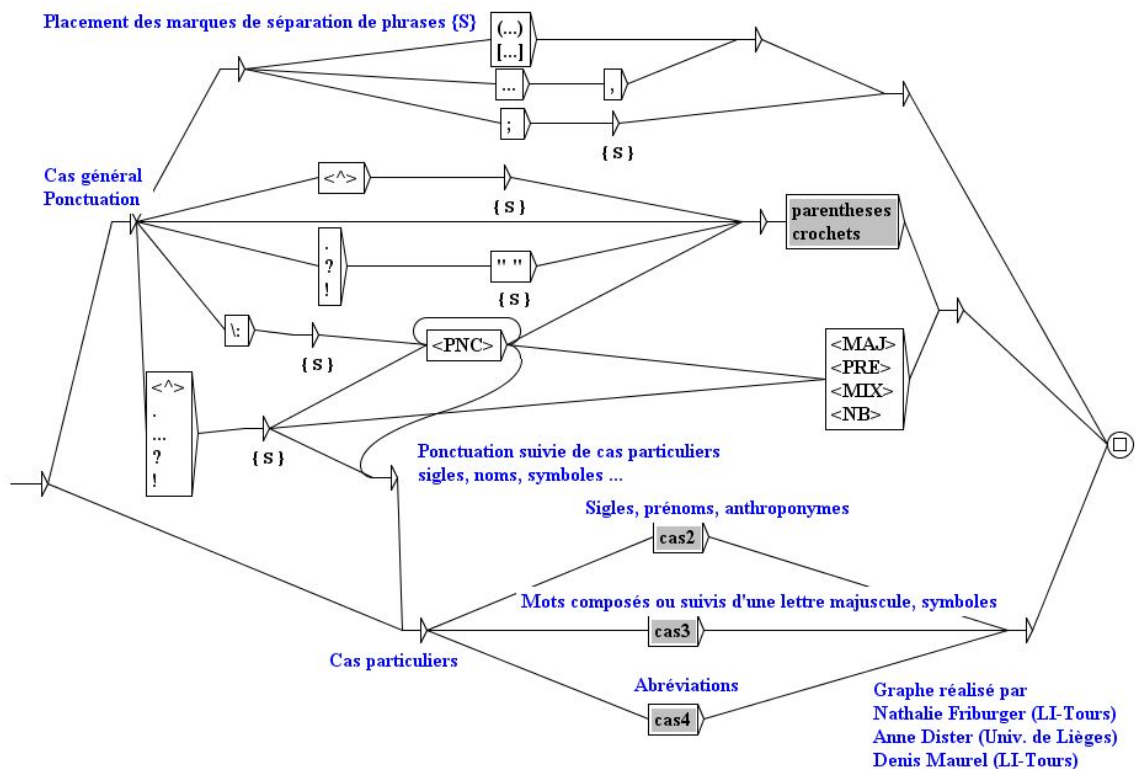 Placement des marques de séparation de phrases {S}
(...)
[...]
...
,
;
{ S }
Cas général
Ponctuation
<^>
{ S }
parentheses
crochets
.
?
!
" "
{ S }
\:
{ S }
<PNC>
<MAJ>
<PRE>
<MIX>
<NB>
<^>
.
...
?
!
{ S }
Ponctuation suivie de cas particuliers
sigles, noms, symboles ...
Sigles, prénoms, anthroponymes
cas2
Mots composés ou suivis d'une lettre majuscule, symboles
cas3
Cas particuliers
Abréviations
cas4
Graphe réalisé par
Nathalie Friburger (LI-Tours)
Anne Dister (Univ. de Lièges)
Denis Maurel (LI-Tours)